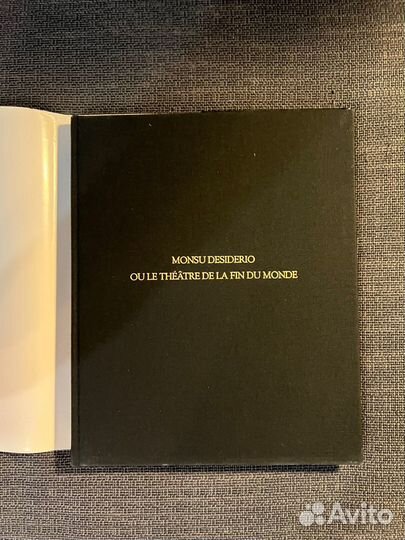 MONSU DESIDERIO
OU LE THÉÂTRE DE LA FIN DU MONDE
Avito